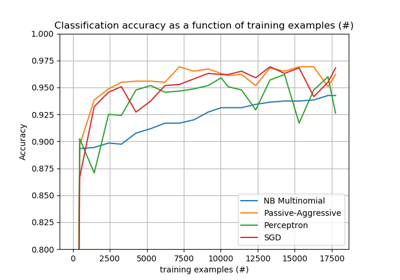 Classification accuracy as a function of training examples (#)
1.000
0.975
0.950
0.925
0.900
0.875
0.850
0.825
0.800
Accuracy
0 2500 5000 7500 10000 12500 15000 17500
training examples (#)
NB Multinomial
Passive-Aggressive
Perceptron
SGD